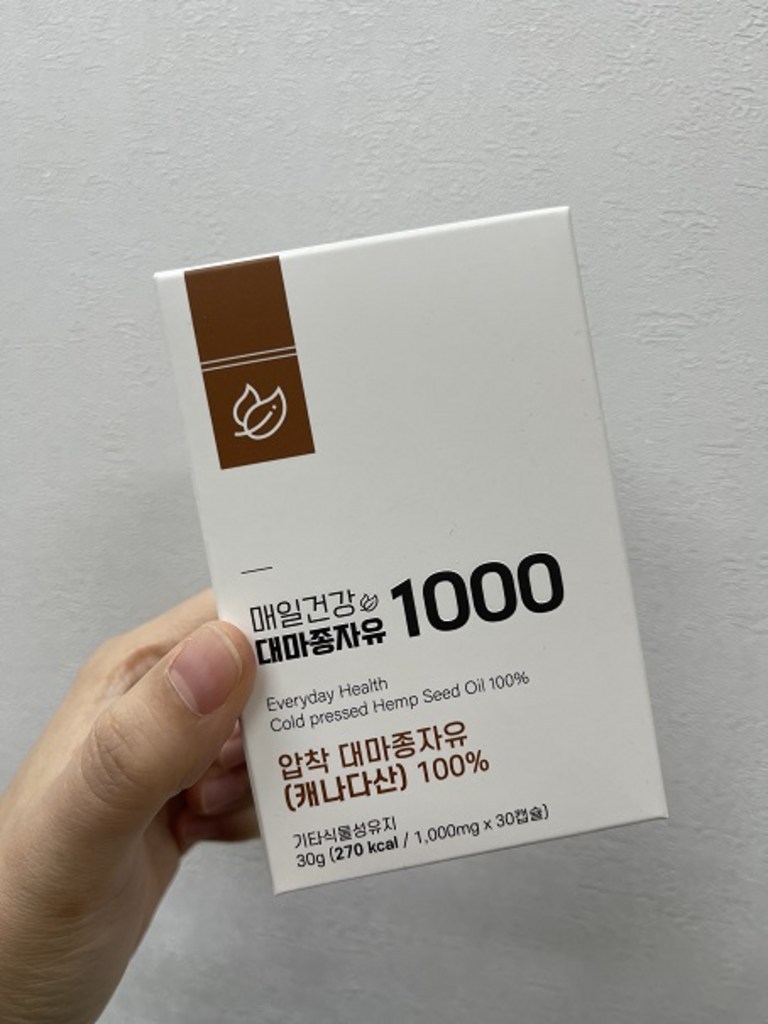 매일건강
대마종자유 1000
Everyday Health
Cold pressed Hemp Seed Oil 100%
압착 대마종자유
(캐나다산) 100%
기타식물성유지
30g (270 kcal / 1,000mg x 30캡슐)